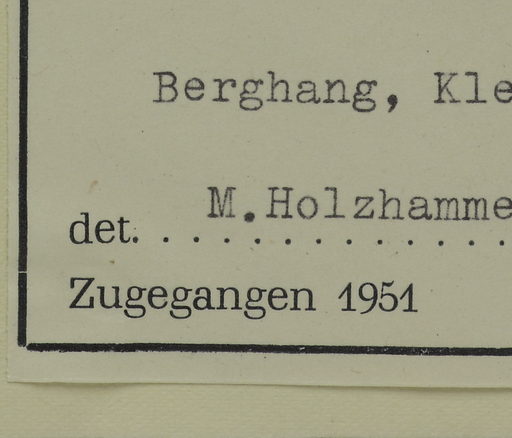 Berghang, Kle
M.Holzhamme
det. . . . . . . . . . . . .
Zugegangen 1951